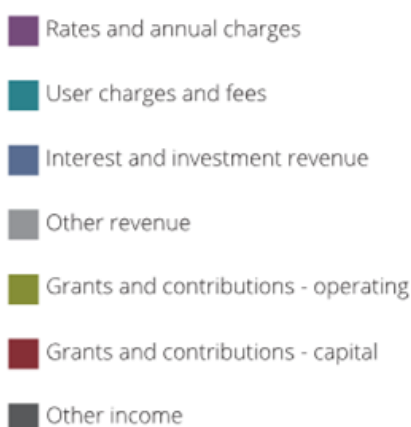 Rates and annual charges
User charges and fees
Interest and investment revenue
Other revenue
Grants and contributions - operating
Grants and contributions - capital
Other income